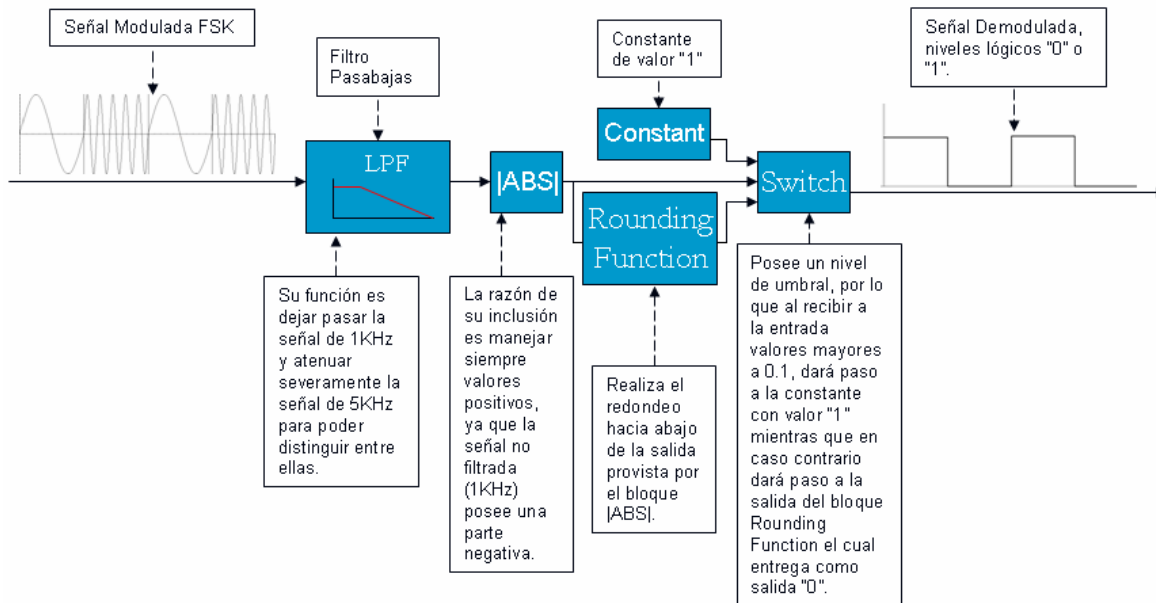 Señal Modulada FSK
Filtro
Pasabajas
Constante
de valor "1"
Señal Demodulada,
niveles lógicos "0" o
"1".
LPF
|ABS|
Constant
Rounding
Function
Switch
Su función es
dejar pasar la
señal de 1KHz
y atenuar
severamente la
señal de 5KHz
para poder
distinguir entre
ellas.
La razón de
su inclusión
es manejar
siempre
valores
positivos,
ya que la
señal no
filtrada
(1KHz)
posee una
parte
negativa.
Realiza el
redondeo
hacia abajo
de la salida
provista por
el bloque
|ABS|.
Posee un nivel
de umbral, por lo
que al recibir a
la entrada
valores mayores
a 0.1, dará paso
a la constante
con valor "1"
mientras que en
caso contrario
dará paso a la
salida del bloque
Rounding
Function el cual
entrega como
salida "0".